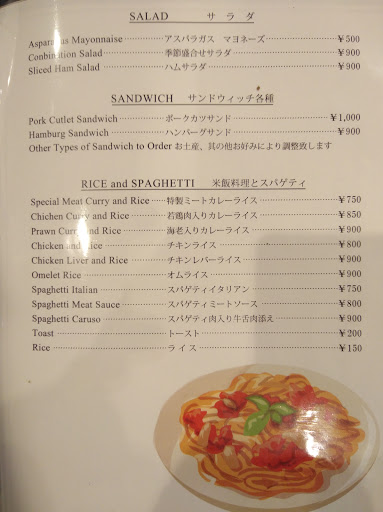 SALAD サラダ
Asparagus Mayonnaise アスパラガス マヨネーズ ¥500
Conbination Salad 季節盛合せサラダ ¥900
Sliced Ham Salad ハムサラダ ¥900
SANDWICH サンドウィッチ各種
Pork Cutlet Sandwich ポークカツサンド ¥1,000
Hamburg Sandwich ハンバーグサンド ¥900
Other Types of Sandwich to Order お土産、其の他お好みにより調整致します
RICE and SPAGHETTI 米飯料理とスパゲティ
Special Meat Curry and Rice 特製ミートカレーライス ¥750
Chichen Curry and Rice 若鶏肉入りカレーライス ¥850
Prawn Curry and Rice 海老入りカレーライス ¥900
Chicken and Rice チキンライス ¥800
Chicken Liver and Rice チキンレバーライス ¥900
Omelet Rice オムライス ¥900
Spaghetti Italian スパゲティイタリアン ¥750
Spaghetti Meat Sauce スパゲティミートソース ¥800
Spaghetti Caruso スパゲティ肉入り牛舌肉添え ¥900
Toast トースト ¥200
Rice ライス ¥150